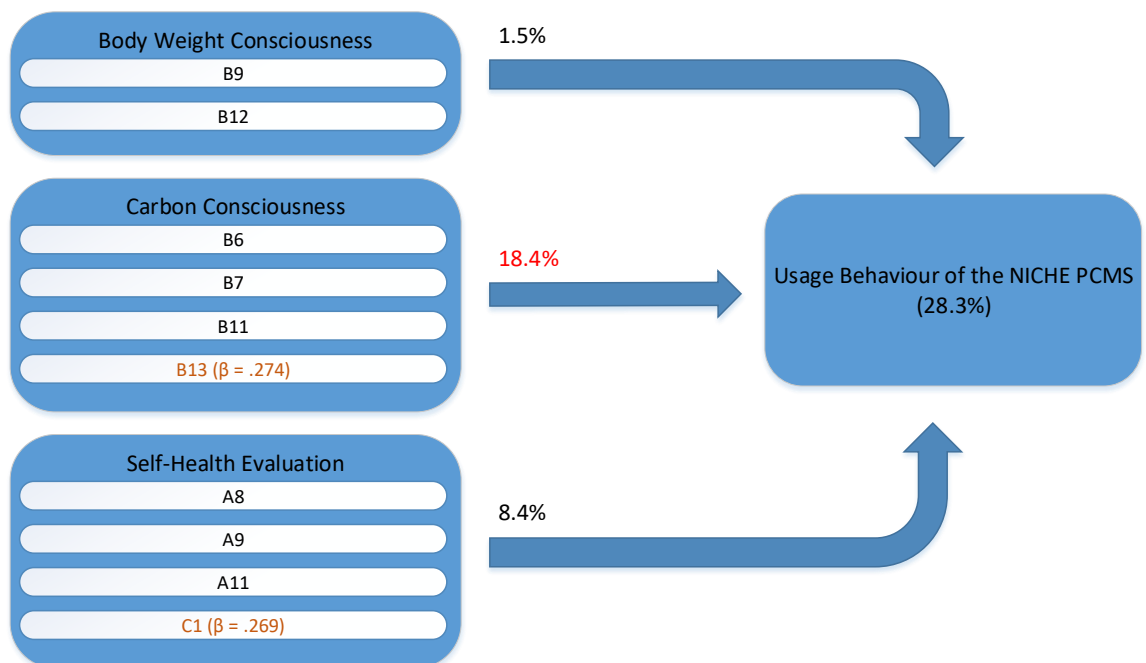 Body Weight Consciousness
B9
B12
1.5%
Carbon Consciousness
B6
B7
B11
B13 (β = .274)
18.4%
Self-Health Evaluation
A8
A9
A11
C1 (β = .269)
8.4%
Usage Behaviour of the NICHE PCMS
(28.3%)